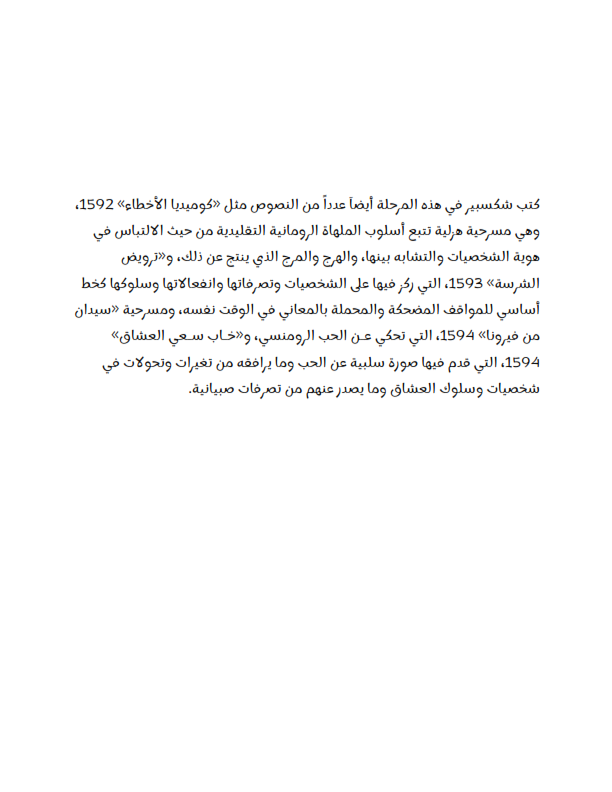 كتب شكسبير في هذه المرحلة أيضاً عدداً من النصوص مثل «كوميديا الأخطاء» 1592،
وهي مسرحية هزلية تتبع أسلوب الملهاة الرومانية التقليدية من حيث الالتباس في
هوية الشخصيات والتشابه بينها، والهرج والمرج الذي ينتج عن ذلك، و«ترويض
الشرسة» 1593، التي ركز فيها على الشخصيات وتصرفاتها وانفعالاتها وسلوكها كخط
أساسي للمواقف المضحكة والمحملة بالمعاني في الوقت نفسه، ومسرحية «سيدان
من فيرونا» 1594، التي تحكي عـن الحب الرومنسي، و«خـاب سـعي العشاق»
1594، التي قدم فيها صورة سلبية عن الحب وما يرافقه من تغيرات وتحولات في
شخصيات وسلوك العشاق وما يصدر عنهم من تصرفات صبيانية.